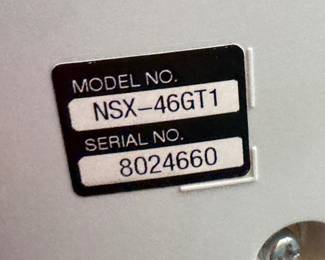 MODEL NO.
NSX-46GT1
SERIAL NO.
8024660